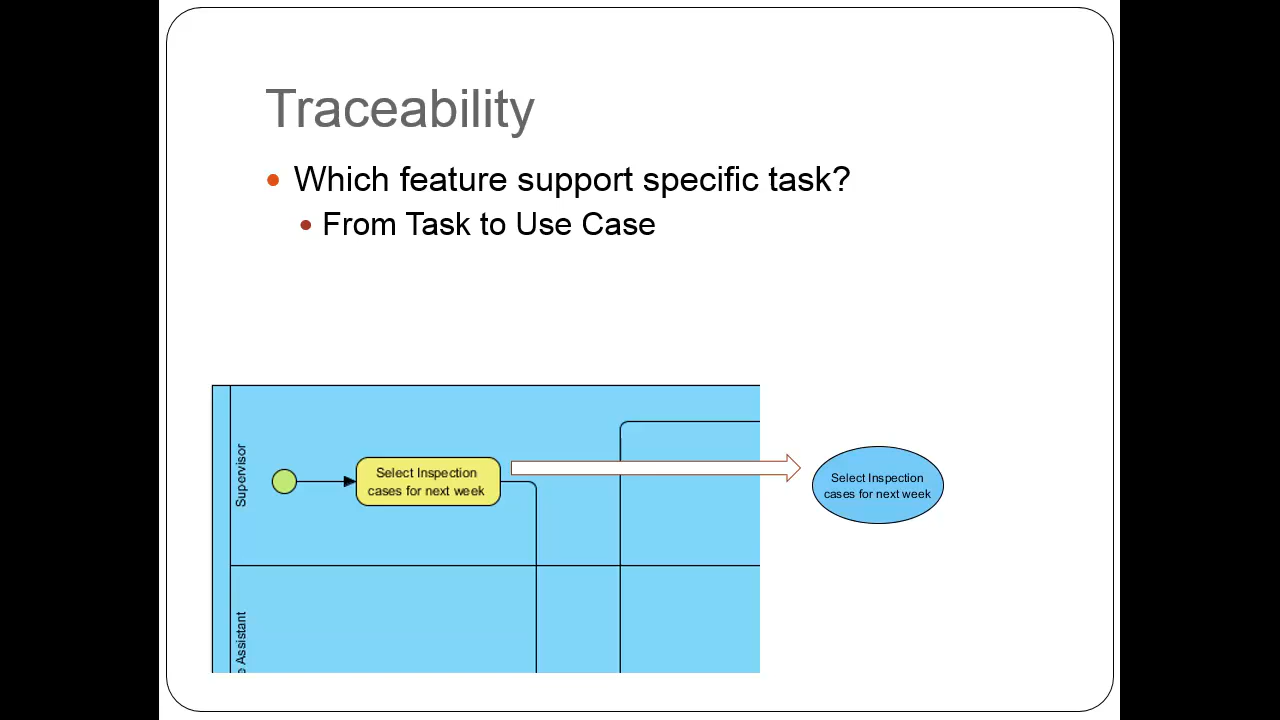 Traceability
Which feature support specific task?
From Task to Use Case
Supervisor
Select Inspection
cases for next week
Select Inspection
cases for next week
e Assistant